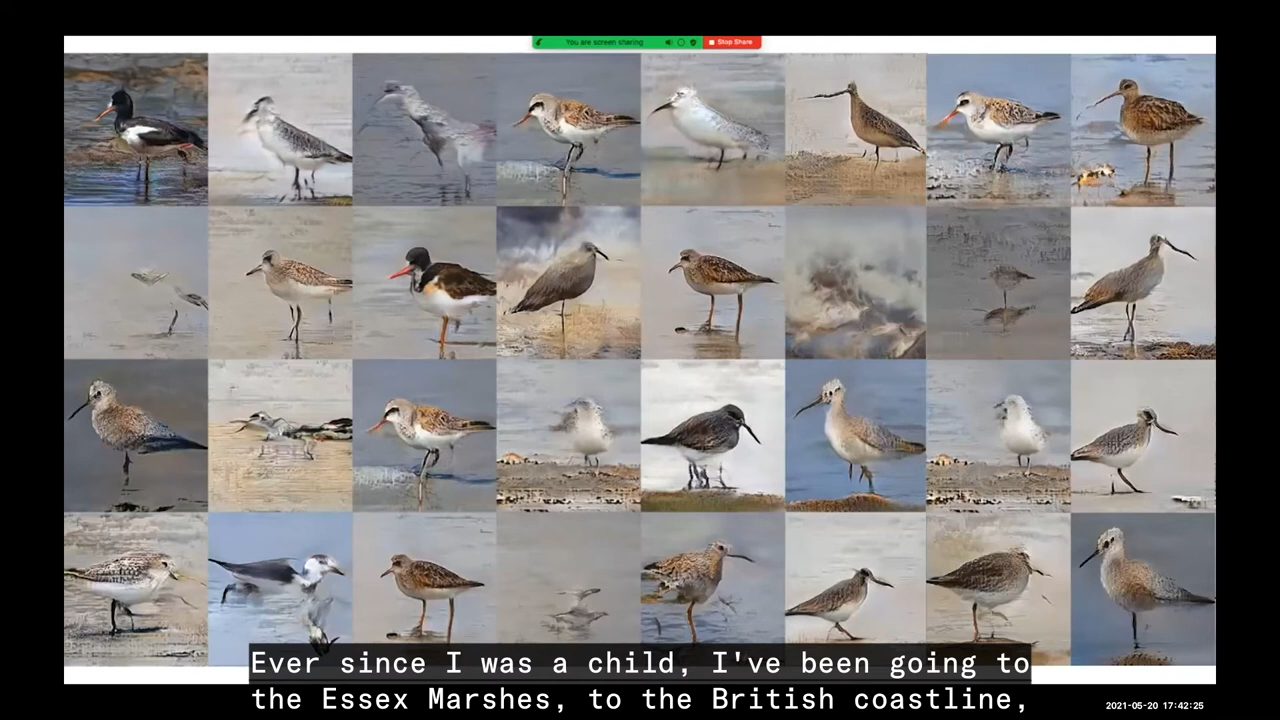 You are screen sharing
Stop Share
Ever since I was a child, I've been going to
the Essex Marshes, to the British coastline,
2021-05-20 17:42:25